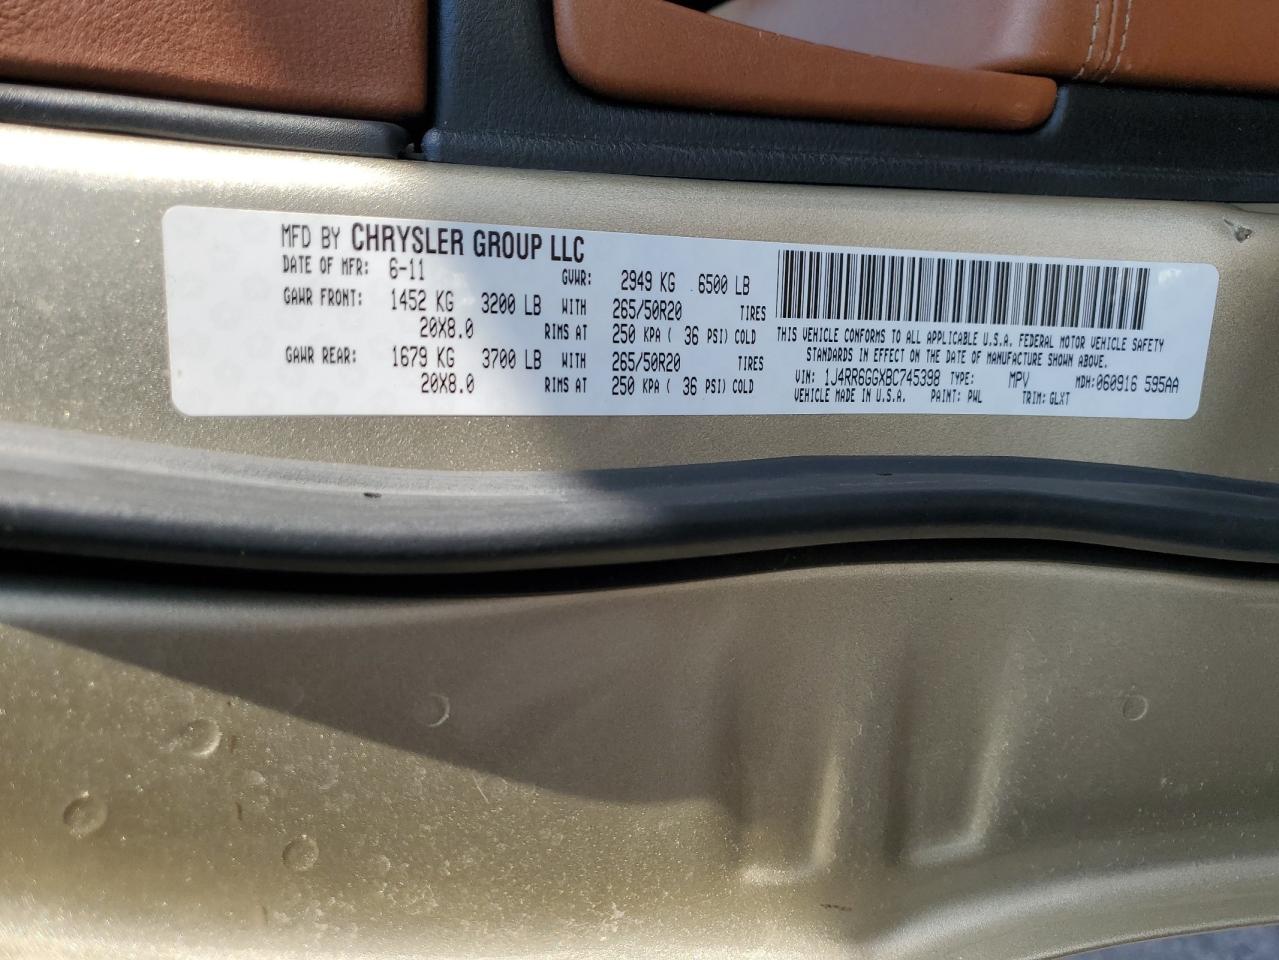 MFD BY CHRYSLER GROUP LLC
DATE OF MFR: 6-11 GVWR: 2949 KG 6500 LB
GAWR FRONT: 1452 KG 3200 LB WITH 265/50R20 TIRES
20X8.0 RIMS AT 250 KPA ( 36 PSI) COLD
GAWR REAR: 1679 KG 3700 LB WITH 265/50R20 TIRES
20X8.0 RIMS AT 250 KPA ( 36 PSI) COLD
THIS VEHICLE CONFORMS TO ALL APPLICABLE U.S.A. FEDERAL MOTOR VEHICLE SAFETY
STANDARDS IN EFFECT ON THE DATE OF MANUFACTURE SHOWN ABOVE.
VIN: 1J4RR6GGXBC745398 TYPE: MPV MDH:060916 595AA
VEHICLE MADE IN U.S.A. PAINT: PWL TRIM: GLXT